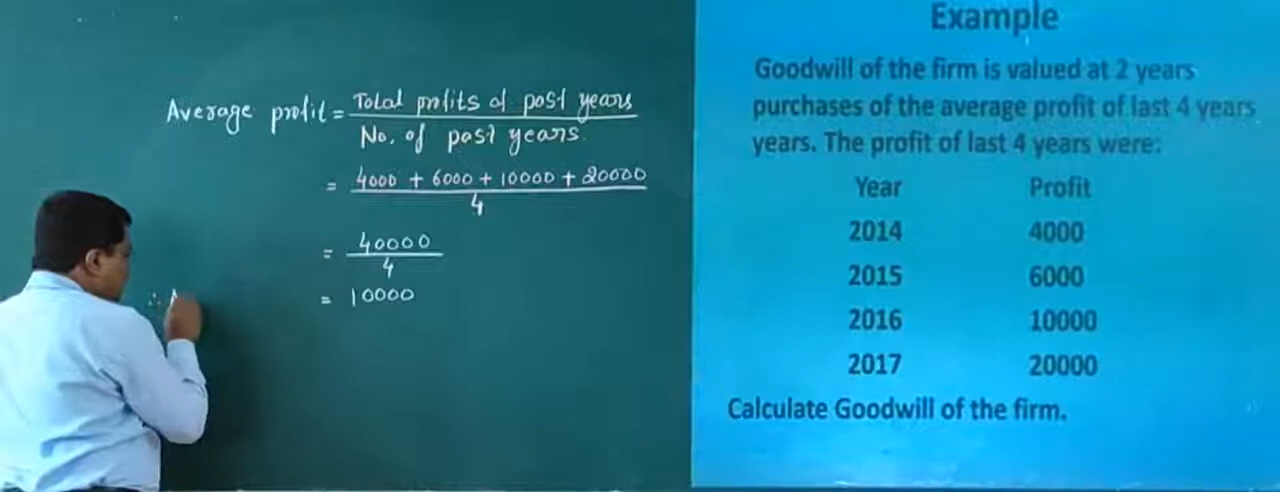 Average profit = Total profits of past years / No. of past years.
= 4000 + 6000 + 10000 + 20000 / 4
= 40000 / 4
= 10000
∴
Example
Goodwill of the firm is valued at 2 years
purchases of the average profit of last 4 years
years. The profit of last 4 years were:
Year Profit
2014 4000
2015 6000
2016 10000
2017 20000
Calculate Goodwill of the firm.